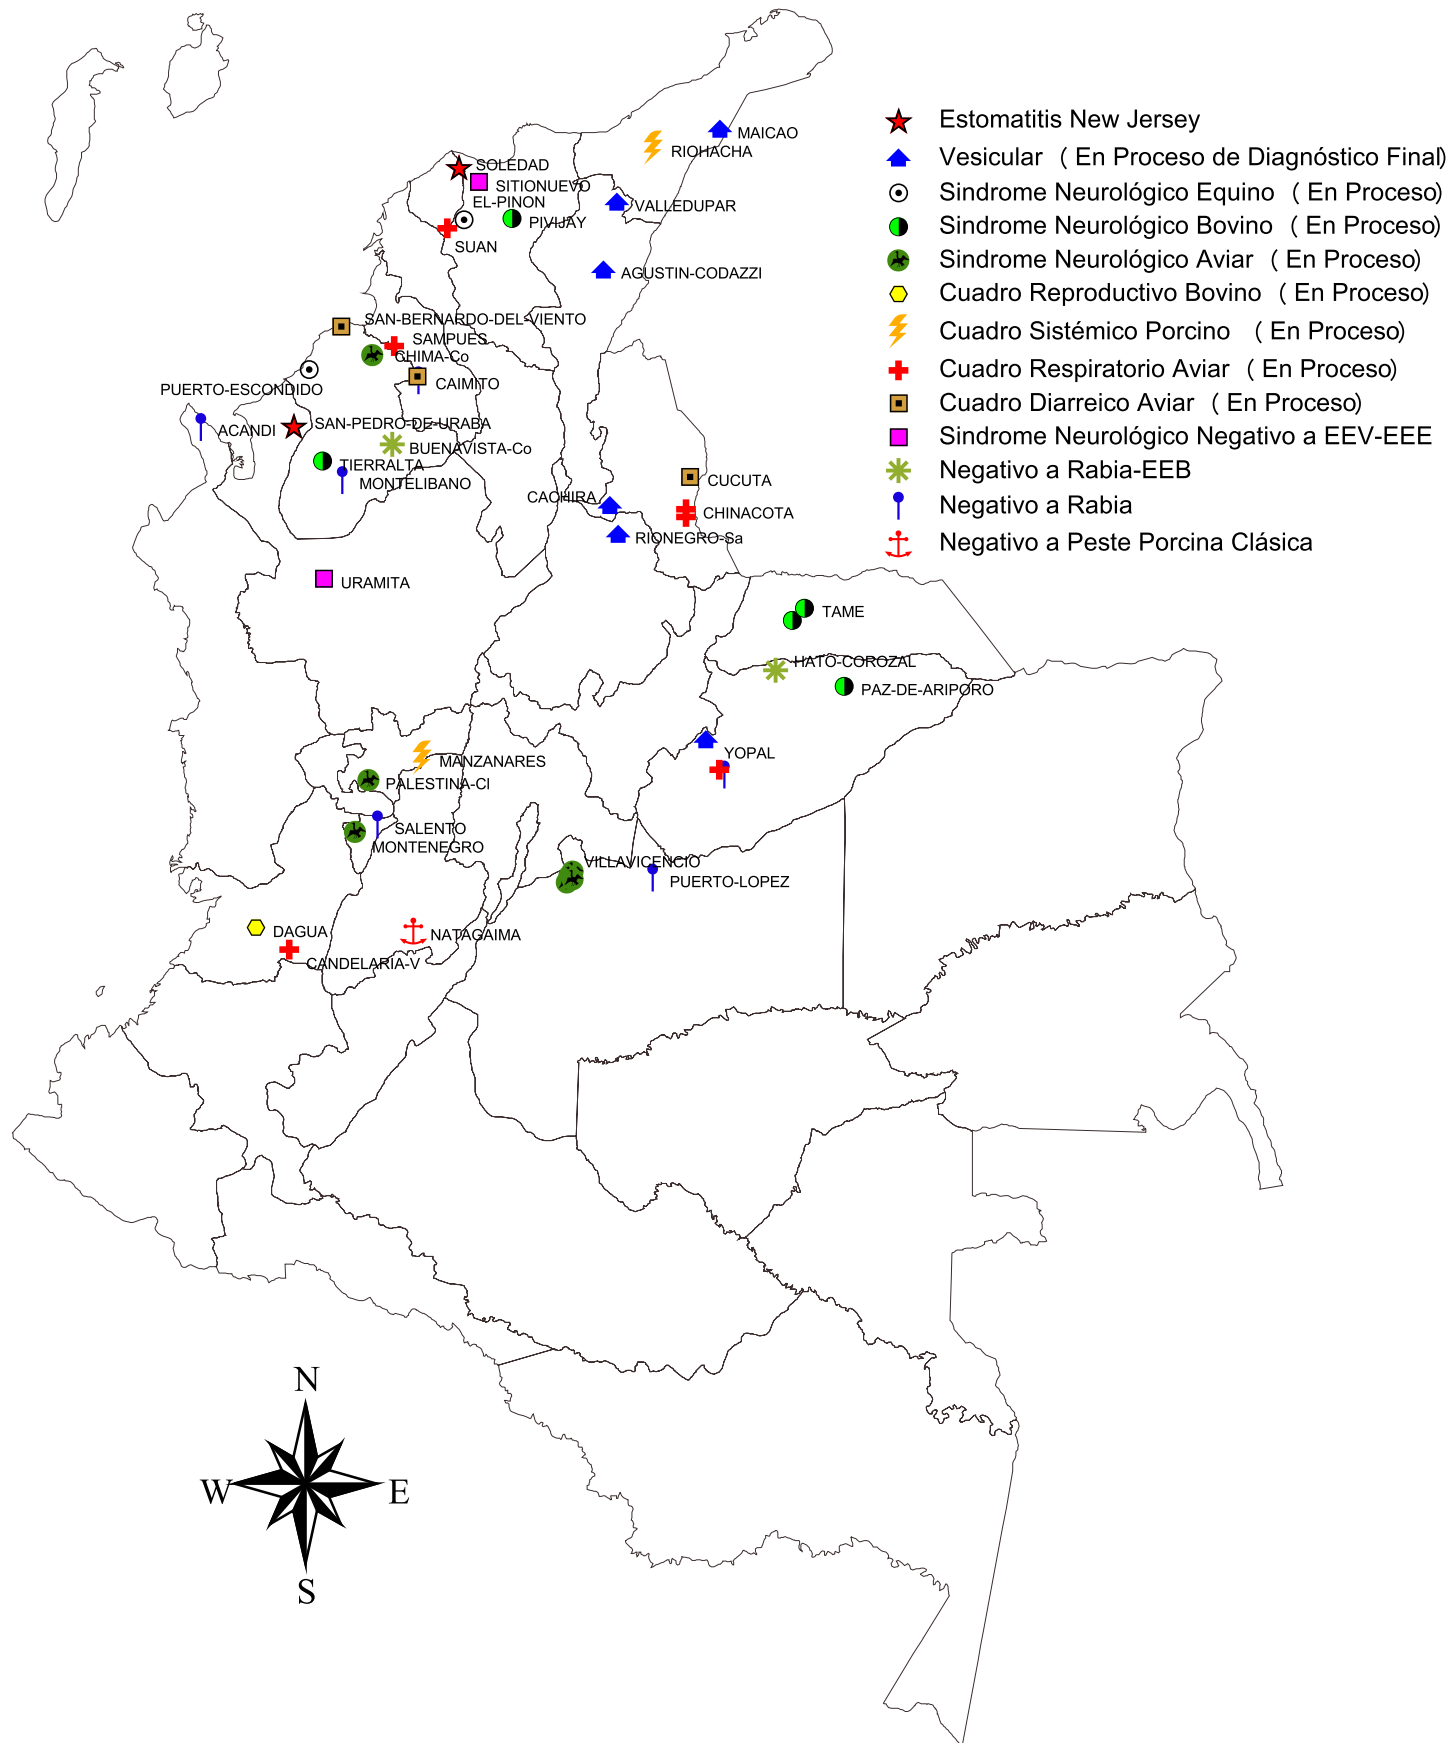 MAICAO
RIOHACHA
SOLEDAD
SITIONUEVO
EL-PINON
VALLEDUPAR
PIVIJAY
SUAN
AGUSTIN-CODAZZI
SAN-BERNARDO-DEL-VIENTO
SAMPUES
CHIMA-Co
CAIMITO
PUERTO-ESCONDIDO
ACANDI
SAN-PEDRO-DE-URABA
BUENAVISTA-Co
TIERRALTA
MONTELIBANO
CUCUTA
CACHIRA
CHINACOTA
RIONEGRO-Sa
URAMITA
TAME
HATO-COROZAL
PAZ-DE-ARIPORO
YOPAL
MANZANARES
PALESTINA-Cl
SALENTO
MONTENEGRO
VILLAVICENCIO
PUERTO-LOPEZ
DAGUA
NATAGAIMA
CANDELARIA-V
Estomatitis New Jersey
Vesicular ( En Proceso de Diagnóstico Final)
Sindrome Neurológico Equino ( En Proceso)
Sindrome Neurológico Bovino ( En Proceso)
Sindrome Neurológico Aviar ( En Proceso)
Cuadro Reproductivo Bovino ( En Proceso)
Cuadro Sistémico Porcino ( En Proceso)
Cuadro Respiratorio Aviar ( En Proceso)
Cuadro Diarreico Aviar ( En Proceso)
Sindrome Neurológico Negativo a EEV-EEE
Negativo a Rabia-EEB
Negativo a Rabia
Negativo a Peste Porcina Clásica
N
W
E
S